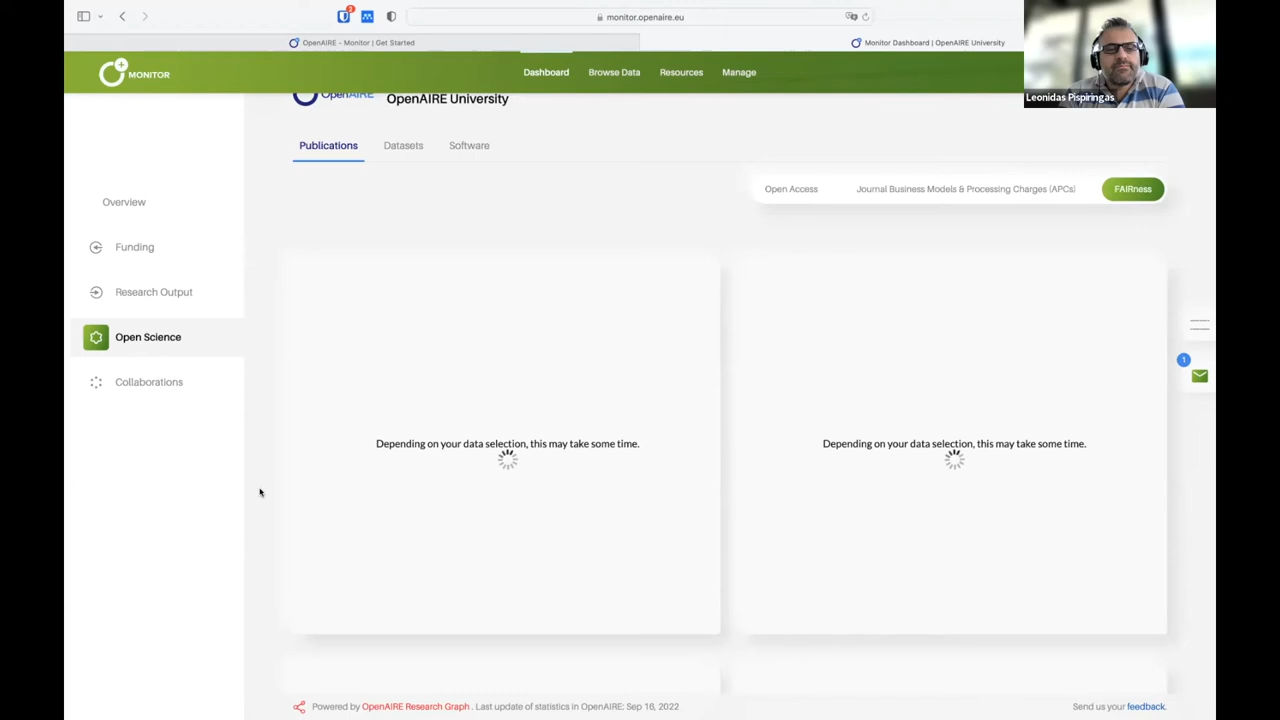 3
monitor.openaire.eu
OpenAIRE - Monitor | Get Started
Monitor Dashboard | OpenAIRE University
MONITOR
Dashboard
Browse Data
Resources
Manage
Leonidas Pispiringas
OpenAIRE
OpenAIRE University
Publications
Datasets
Software
Open Access
Journal Business Models & Processing Charges (APCs)
FAIRness
Overview
Funding
Research Output
Open Science
Collaborations
1
Depending on your data selection, this may take some time.
Depending on your data selection, this may take some time.
Powered by OpenAIRE Research Graph . Last update of statistics in OpenAIRE: Sep 16, 2022
Send us your feedback.